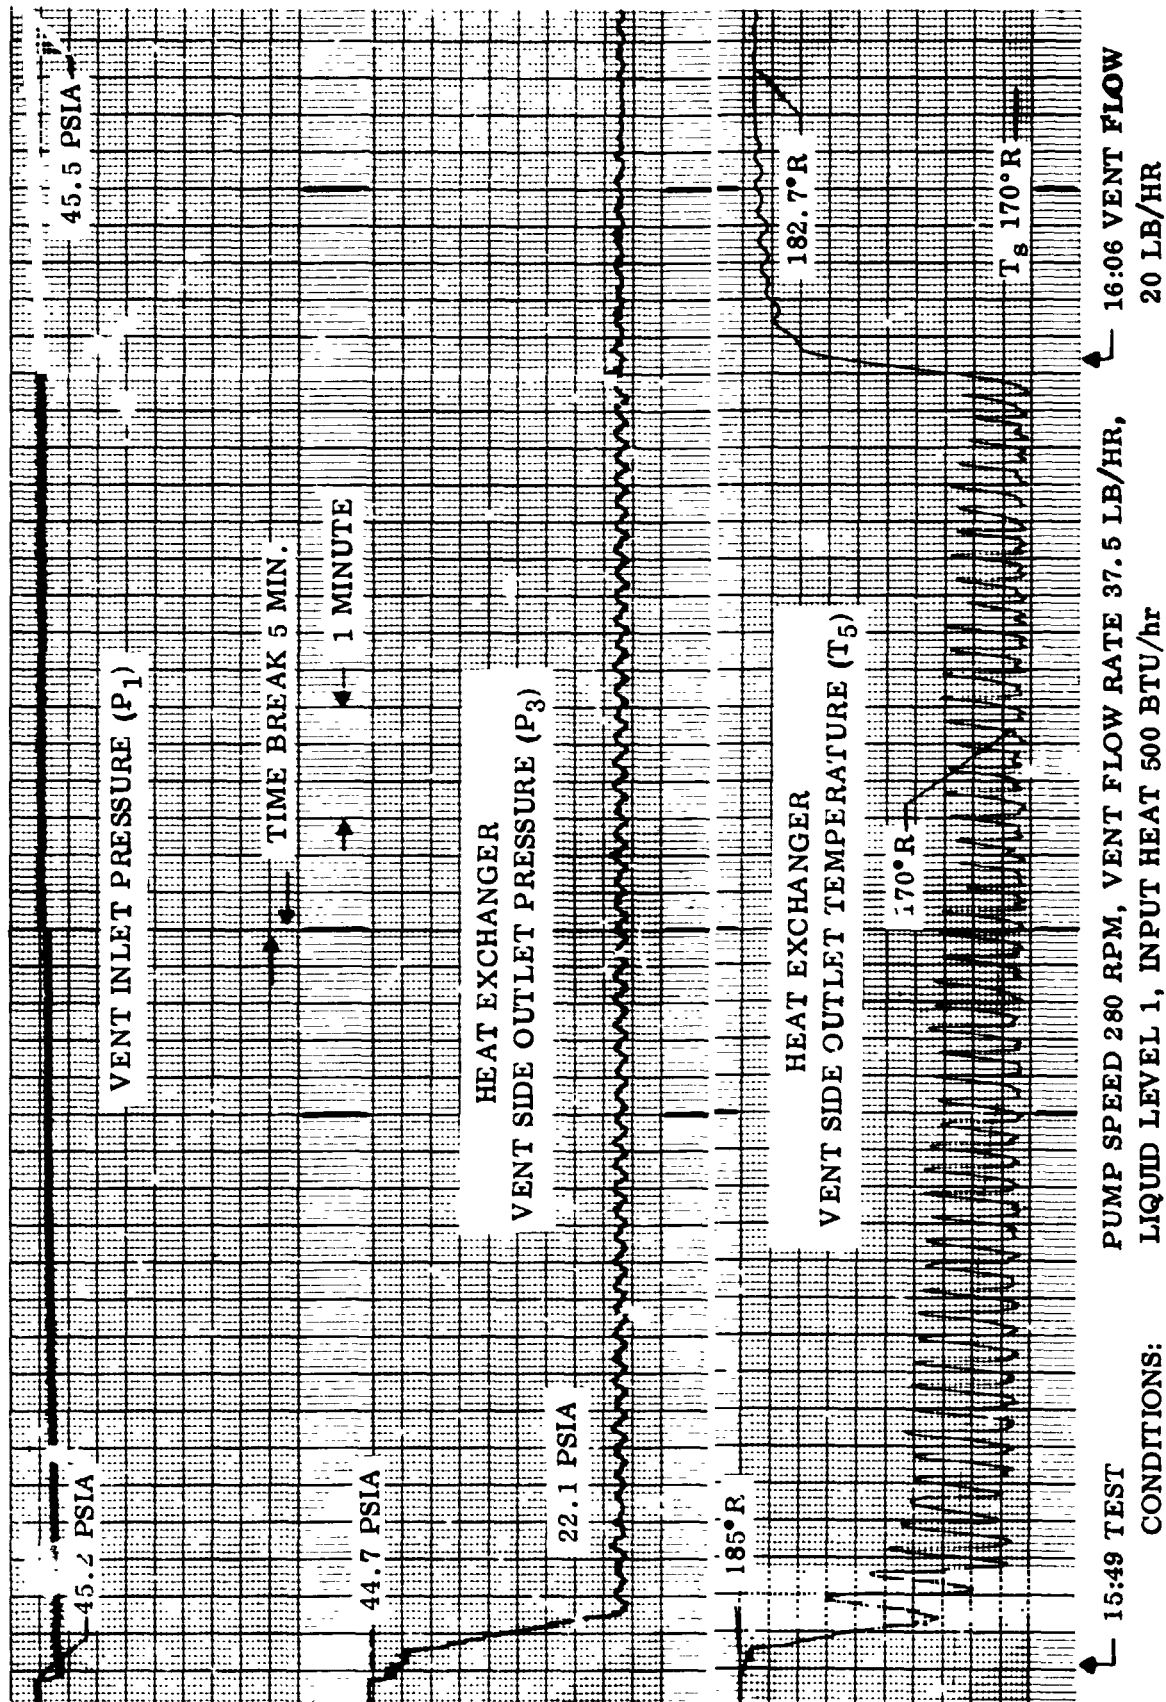 45.5 PSIA
45.2 PSIA
VENT INLET PRESSURE (P1)
TIME BREAK 5 MIN.
1 MINUTE
44.7 PSIA
HEAT EXCHANGER
VENT SIDE OUTLET PRESSURE (P3)
22.1 PSIA
185°R
HEAT EXCHANGER
VENT SIDE OUTLET TEMPERATURE (T5)
170°R
182.7°R
Ts 170°R
15:49 TEST
CONDITIONS:
PUMP SPEED 280 RPM, VENT FLOW RATE 37.5 LB/HR,
LIQUID LEVEL 1, INPUT HEAT 500 BTU/hr
16:06 VENT FLOW
20 LB/HR